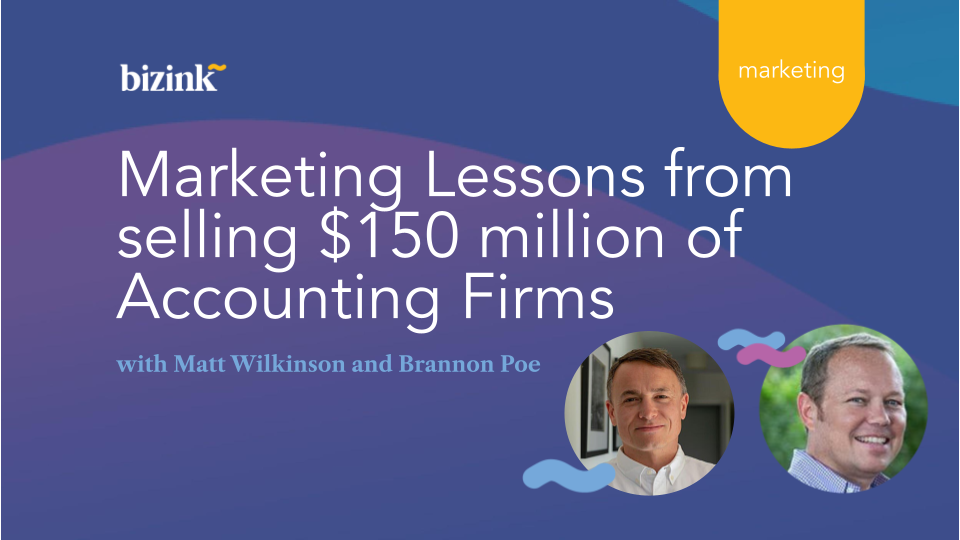 bizink
marketing
Marketing Lessons from
selling $150 million of
Accounting Firms
with Matt Wilkinson and Brannon Poe